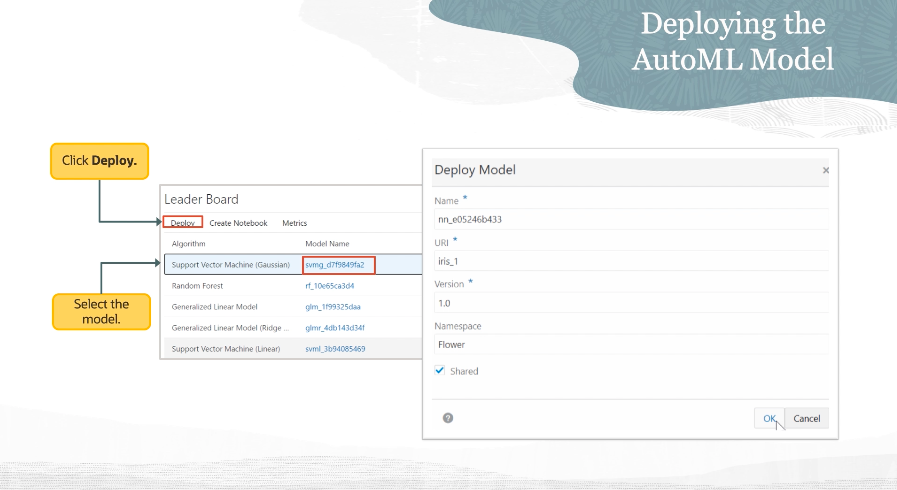 Deploying the
AutoML Model
Click Deploy.
Select the
model.
Leader Board
Deploy Create Notebook Metrics
Algorithm Model Name
Support Vector Machine (Gaussian) svmg_d7f9849fa2
Random Forest rf_10e65ca3d4
Generalized Linear Model glm_1f99325daa
Generalized Linear Model (Ridge ... glmr_4db143d34f
Support Vector Machine (Linear) svml_3b94085469
Deploy Model ×
Name *
nn_e05246b433
URI *
iris_1
Version *
1.0
Namespace
Flower
Shared
?
OK Cancel